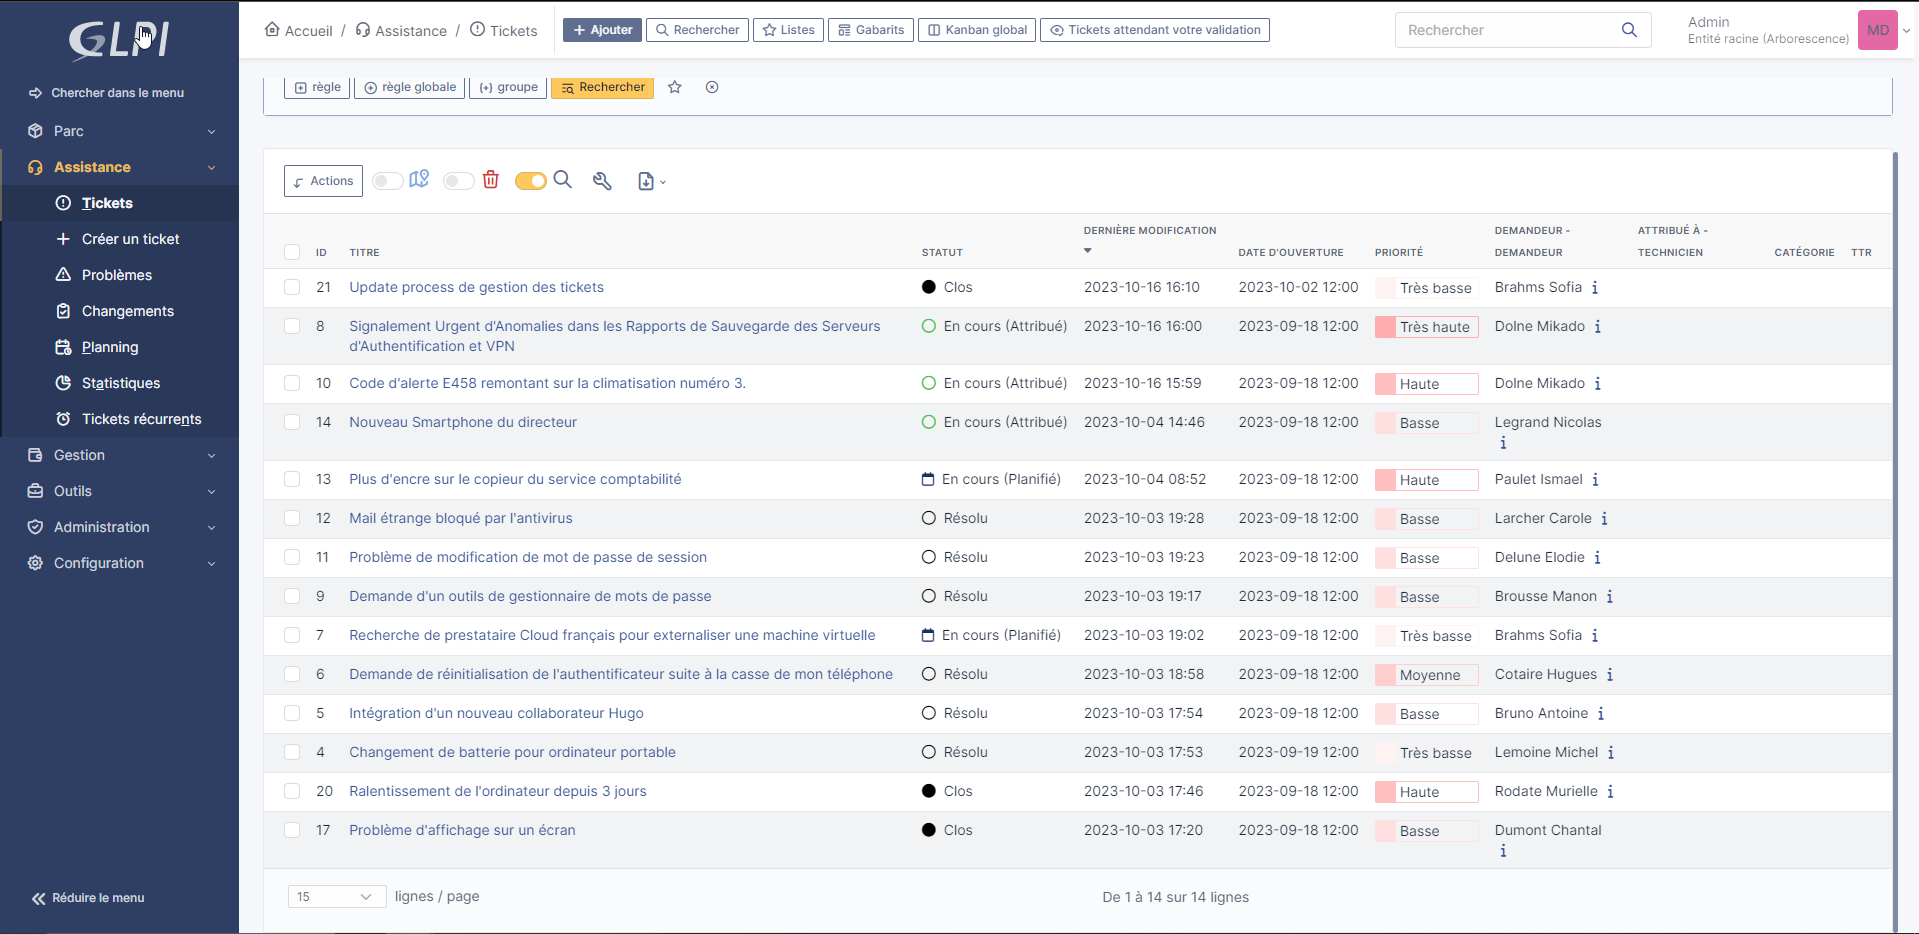 GLPI
Accueil / Assistance / Tickets
Ajouter
Rechercher
Listes
Gabarits
Kanban global
Tickets attendant votre validation
Rechercher
Admin
Entité racine (Arborescence)
MD
Chercher dans le menu
Parc
Assistance
Tickets
Créer un ticket
Problèmes
Changements
Planning
Statistiques
Tickets récurrents
Gestion
Outils
Administration
Configuration
Réduire le menu
règle
règle globale
groupe
Rechercher
Actions
ID TITRE STATUT DERNIÈRE MODIFICATION DATE D'OUVERTURE PRIORITÉ DEMANDEUR - DEMANDEUR ATTRIBUÉ À - TECHNICIEN CATÉGORIE TTR
21 Update process de gestion des tickets Clos 2023-10-16 16:10 2023-10-02 12:00 Très basse Brahms Sofia i
8 Signalement Urgent d'Anomalies dans les Rapports de Sauvegarde des Serveurs d'Authentification et VPN En cours (Attribué) 2023-10-16 16:00 2023-09-18 12:00 Très haute Dolne Mikado i
10 Code d'alerte E458 remontant sur la climatisation numéro 3. En cours (Attribué) 2023-10-16 15:59 2023-09-18 12:00 Haute Dolne Mikado i
14 Nouveau Smartphone du directeur En cours (Attribué) 2023-10-04 14:46 2023-09-18 12:00 Basse Legrand Nicolas i
13 Plus d'encre sur le copieur du service comptabilité En cours (Planifié) 2023-10-04 08:52 2023-09-18 12:00 Haute Paulet Ismael i
12 Mail étrange bloqué par l'antivirus Résolu 2023-10-03 19:28 2023-09-18 12:00 Basse Larcher Carole i
11 Problème de modification de mot de passe de session Résolu 2023-10-03 19:23 2023-09-18 12:00 Basse Delune Elodie i
9 Demande d'un outils de gestionnaire de mots de passe Résolu 2023-10-03 19:17 2023-09-18 12:00 Basse Brousse Manon i
7 Recherche de prestataire Cloud français pour externaliser une machine virtuelle En cours (Planifié) 2023-10-03 19:02 2023-09-18 12:00 Très basse Brahms Sofia i
6 Demande de réinitialisation de l'authentificateur suite à la casse de mon téléphone Résolu 2023-10-03 18:58 2023-09-18 12:00 Moyenne Cotaire Hugues i
5 Intégration d'un nouveau collaborateur Hugo Résolu 2023-10-03 17:54 2023-09-18 12:00 Basse Bruno Antoine i
4 Changement de batterie pour ordinateur portable Résolu 2023-10-03 17:53 2023-09-19 12:00 Très basse Lemoine Michel i
20 Ralentissement de l'ordinateur depuis 3 jours Clos 2023-10-03 17:46 2023-09-18 12:00 Haute Rodate Murielle i
17 Problème d'affichage sur un écran Clos 2023-10-03 17:20 2023-09-18 12:00 Basse Dumont Chantal i
15 lignes / page
De 1 à 14 sur 14 lignes